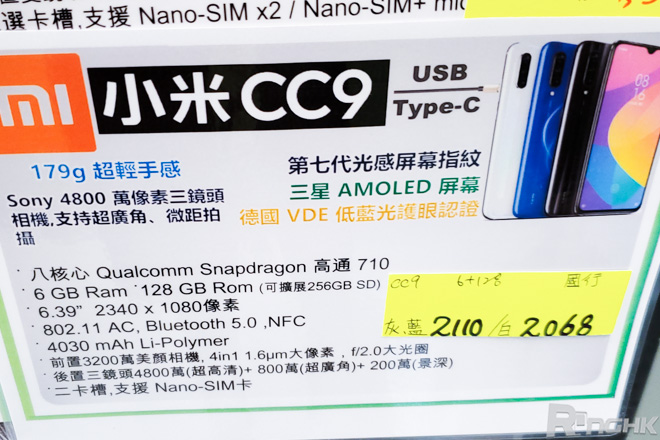 選卡槽,支援 Nano-SIM x2 / Nano-SIM+ mic
mi 小米CC9 USB Type-C
179g 超輕手感
Sony 4800 萬像素三鏡頭
相機,支持超廣角、微距拍
攝
第七代光感屏幕指紋
三星 AMOLED 屏幕
德國 VDE 低藍光護眼認證
08
16
· 八核心 Qualcomm Snapdragon 高通 710
· 6 GB Ram 128 GB Rom (可擴展256GB SD)
· 6.39” 2340 x 1080像素
· 802.11 AC, Bluetooth 5.0 ,NFC
· 4030 mAh Li-Polymer
· 前置3200萬美顏相機, 4in1 1.6μm大像素 , f/2.0大光圈
· 後置三鏡頭4800萬(超高清)+ 800萬(超廣角)+ 200萬(景深)
· 二卡槽,支援 Nano-SIM卡
CC9 6+128 國行
灰.藍 2110 /白 2068
RINGHK